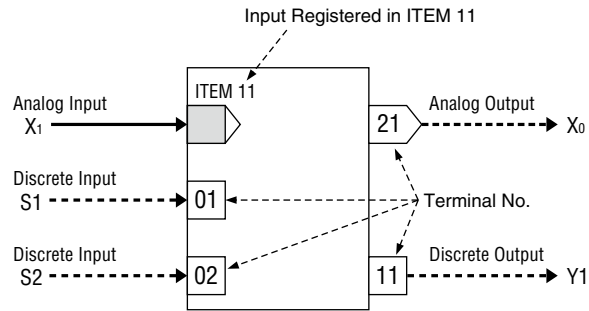 Input Registered in ITEM 11
ITEM 11
Analog Input
X1
21
Analog Output
X0
Discrete Input
S1
01
Terminal No.
Discrete Input
S2
02
11
Discrete Output
Y1